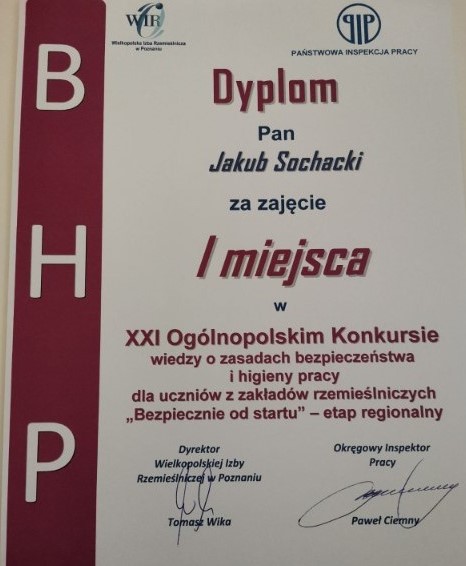 B
H
P
WIR
Wielkopolska Izba Rzemieślnicza
w Poznaniu
PIP
PAŃSTWOWA INSPEKCJA PRACY
Dyplom
Pan
Jakub Sochacki
za zajęcie
I miejsca
w
XXI Ogólnopolskim Konkursie
wiedzy o zasadach bezpieczeństwa
i higieny pracy
dla uczniów z zakładów rzemieślniczych
„Bezpiecznie od startu” – etap regionalny
Dyrektor
Wielkopolskiej Izby
Rzemieślniczej w Poznaniu
Tomasz Wika
Okręgowy Inspektor
Pracy
Paweł Ciemny